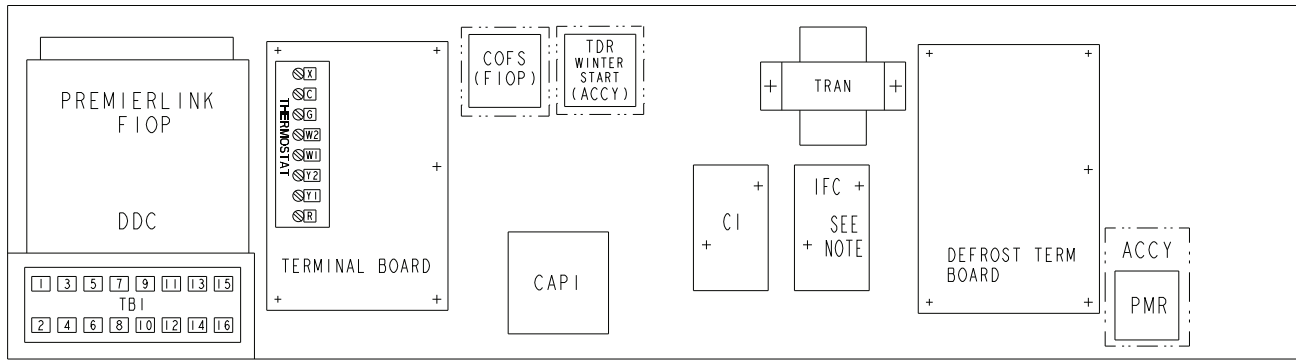 PREMIERLINK
FIOP
DDC
1 3 5 7 9 11 13 15
TB1
2 4 6 8 10 12 14 16
THERMOSTAT
X
C
G
W2
W1
Y2
Y1
R
TERMINAL BOARD
COFS
(FIOP)
TDR
WINTER
START
(ACCY)
CAP1
TRAN
C1
IFC
SEE
NOTE
DEFROST TERM
BOARD
ACCY
PMR